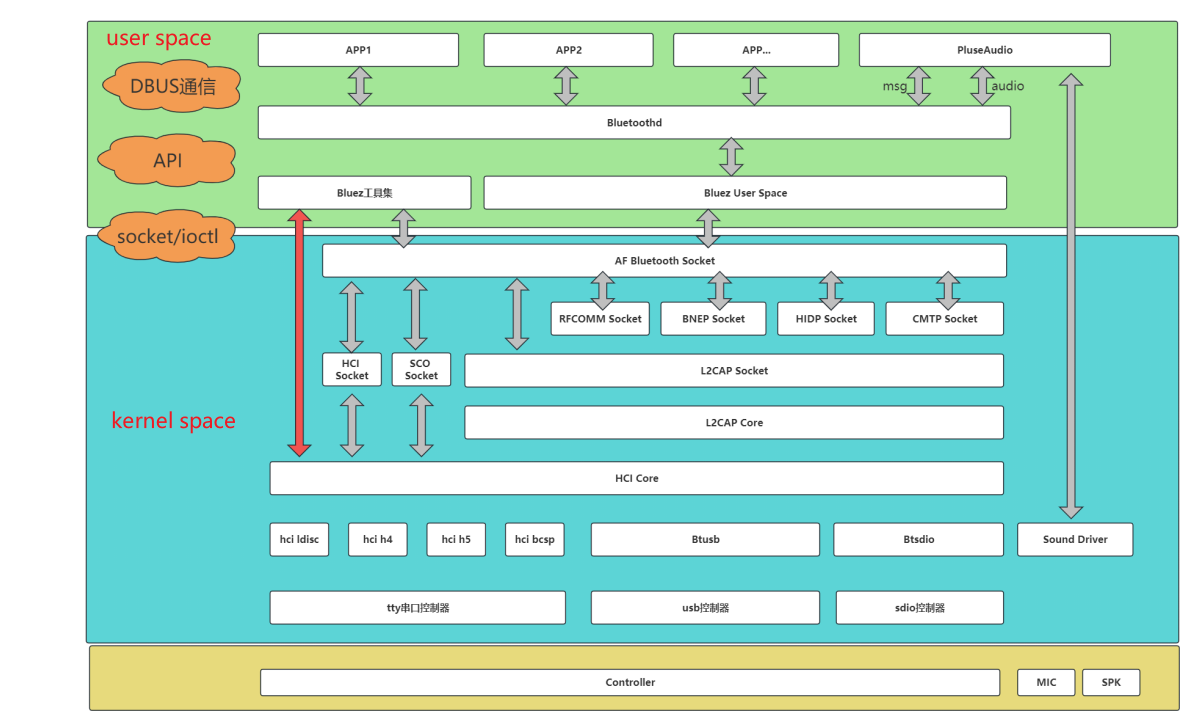 user space
APP1
APP2
APP...
PluseAudio
DBUS通信
msg
audio
Bluetoothd
API
Bluez工具集
Bluez User Space
socket/ioctl
AF Bluetooth Socket
RFCOMM Socket
BNEP Socket
HIDP Socket
CMTP Socket
HCI
Socket
SCO
Socket
L2CAP Socket
kernel space
L2CAP Core
HCI Core
hci ldisc
hci h4
hci h5
hci bcsp
Btusb
Btsdio
Sound Driver
tty串口控制器
usb控制器
sdio控制器
Controller
MIC
SPK